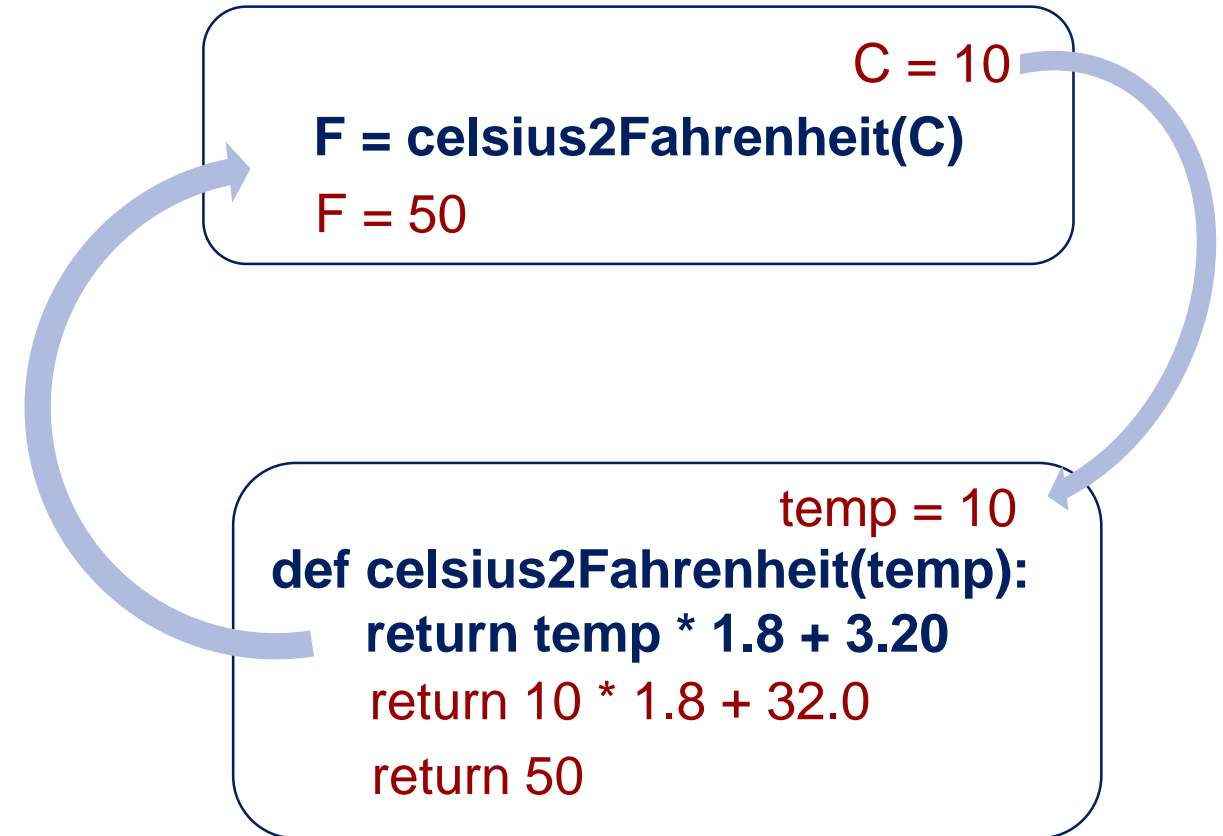 C = 10
F = celsius2Fahrenheit(C)
F = 50
temp = 10
def celsius2Fahrenheit(temp):
return temp * 1.8 + 3.20
return 10 * 1.8 + 32.0
return 50